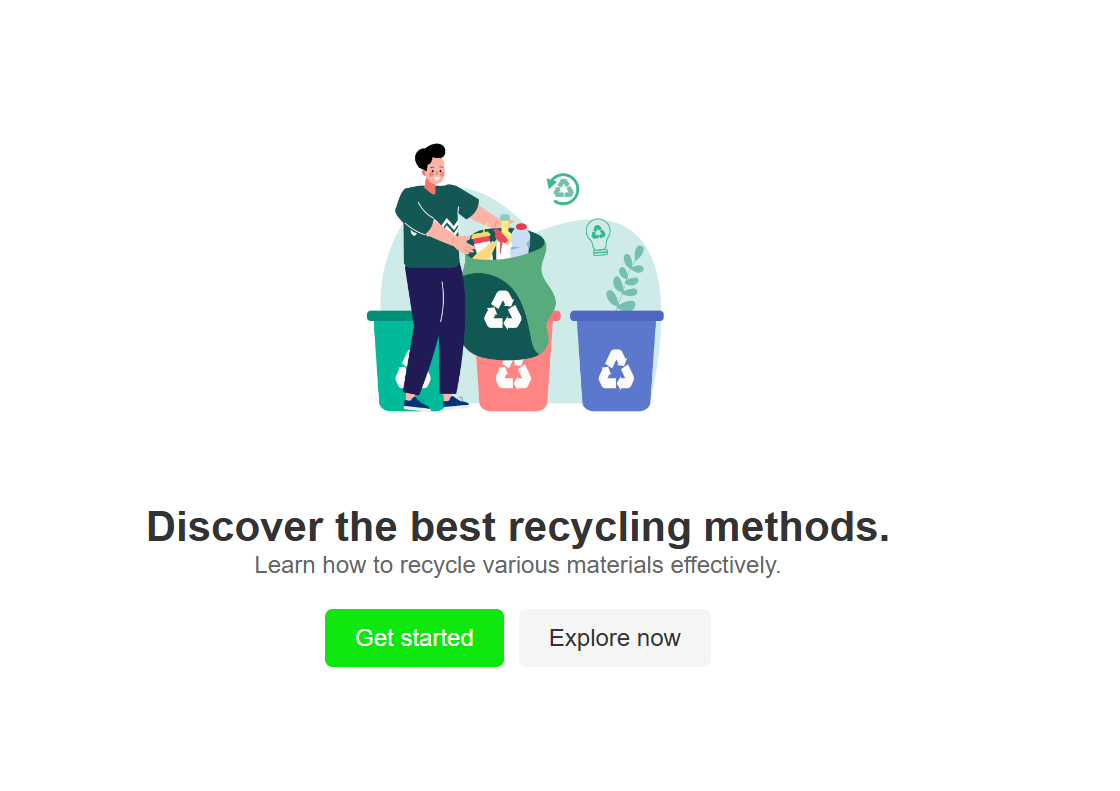 Discover the best recycling methods.
Learn how to recycle various materials effectively.
Get started
Explore now